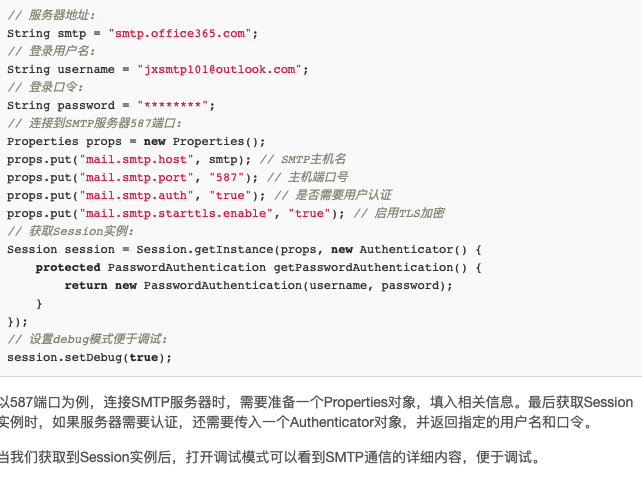 // 服务器地址:
String smtp = "smtp.office365.com";
// 登录用户名:
String username = "jxsmtp101@outlook.com";
// 登录口令:
String password = "********";
// 连接到SMTP服务器587端口:
Properties props = new Properties();
props.put("mail.smtp.host", smtp); // SMTP主机名
props.put("mail.smtp.port", "587"); // 主机端口号
props.put("mail.smtp.auth", "true"); // 是否需要用户认证
props.put("mail.smtp.starttls.enable", "true"); // 启用TLS加密
// 获取Session实例:
Session session = Session.getInstance(props, new Authenticator() {
    protected PasswordAuthentication getPasswordAuthentication() {
        return new PasswordAuthentication(username, password);
    }
});
// 设置debug模式便于调试:
session.setDebug(true);
以587端口为例，连接SMTP服务器时，需要准备一个Properties对象，填入相关信息。最后获取Session
实例时，如果服务器需要认证，还需要传入一个Authenticator对象，并返回指定的用户名和口令。
当我们获取到Session实例后，打开调试模式可以看到SMTP通信的详细内容，便于调试。